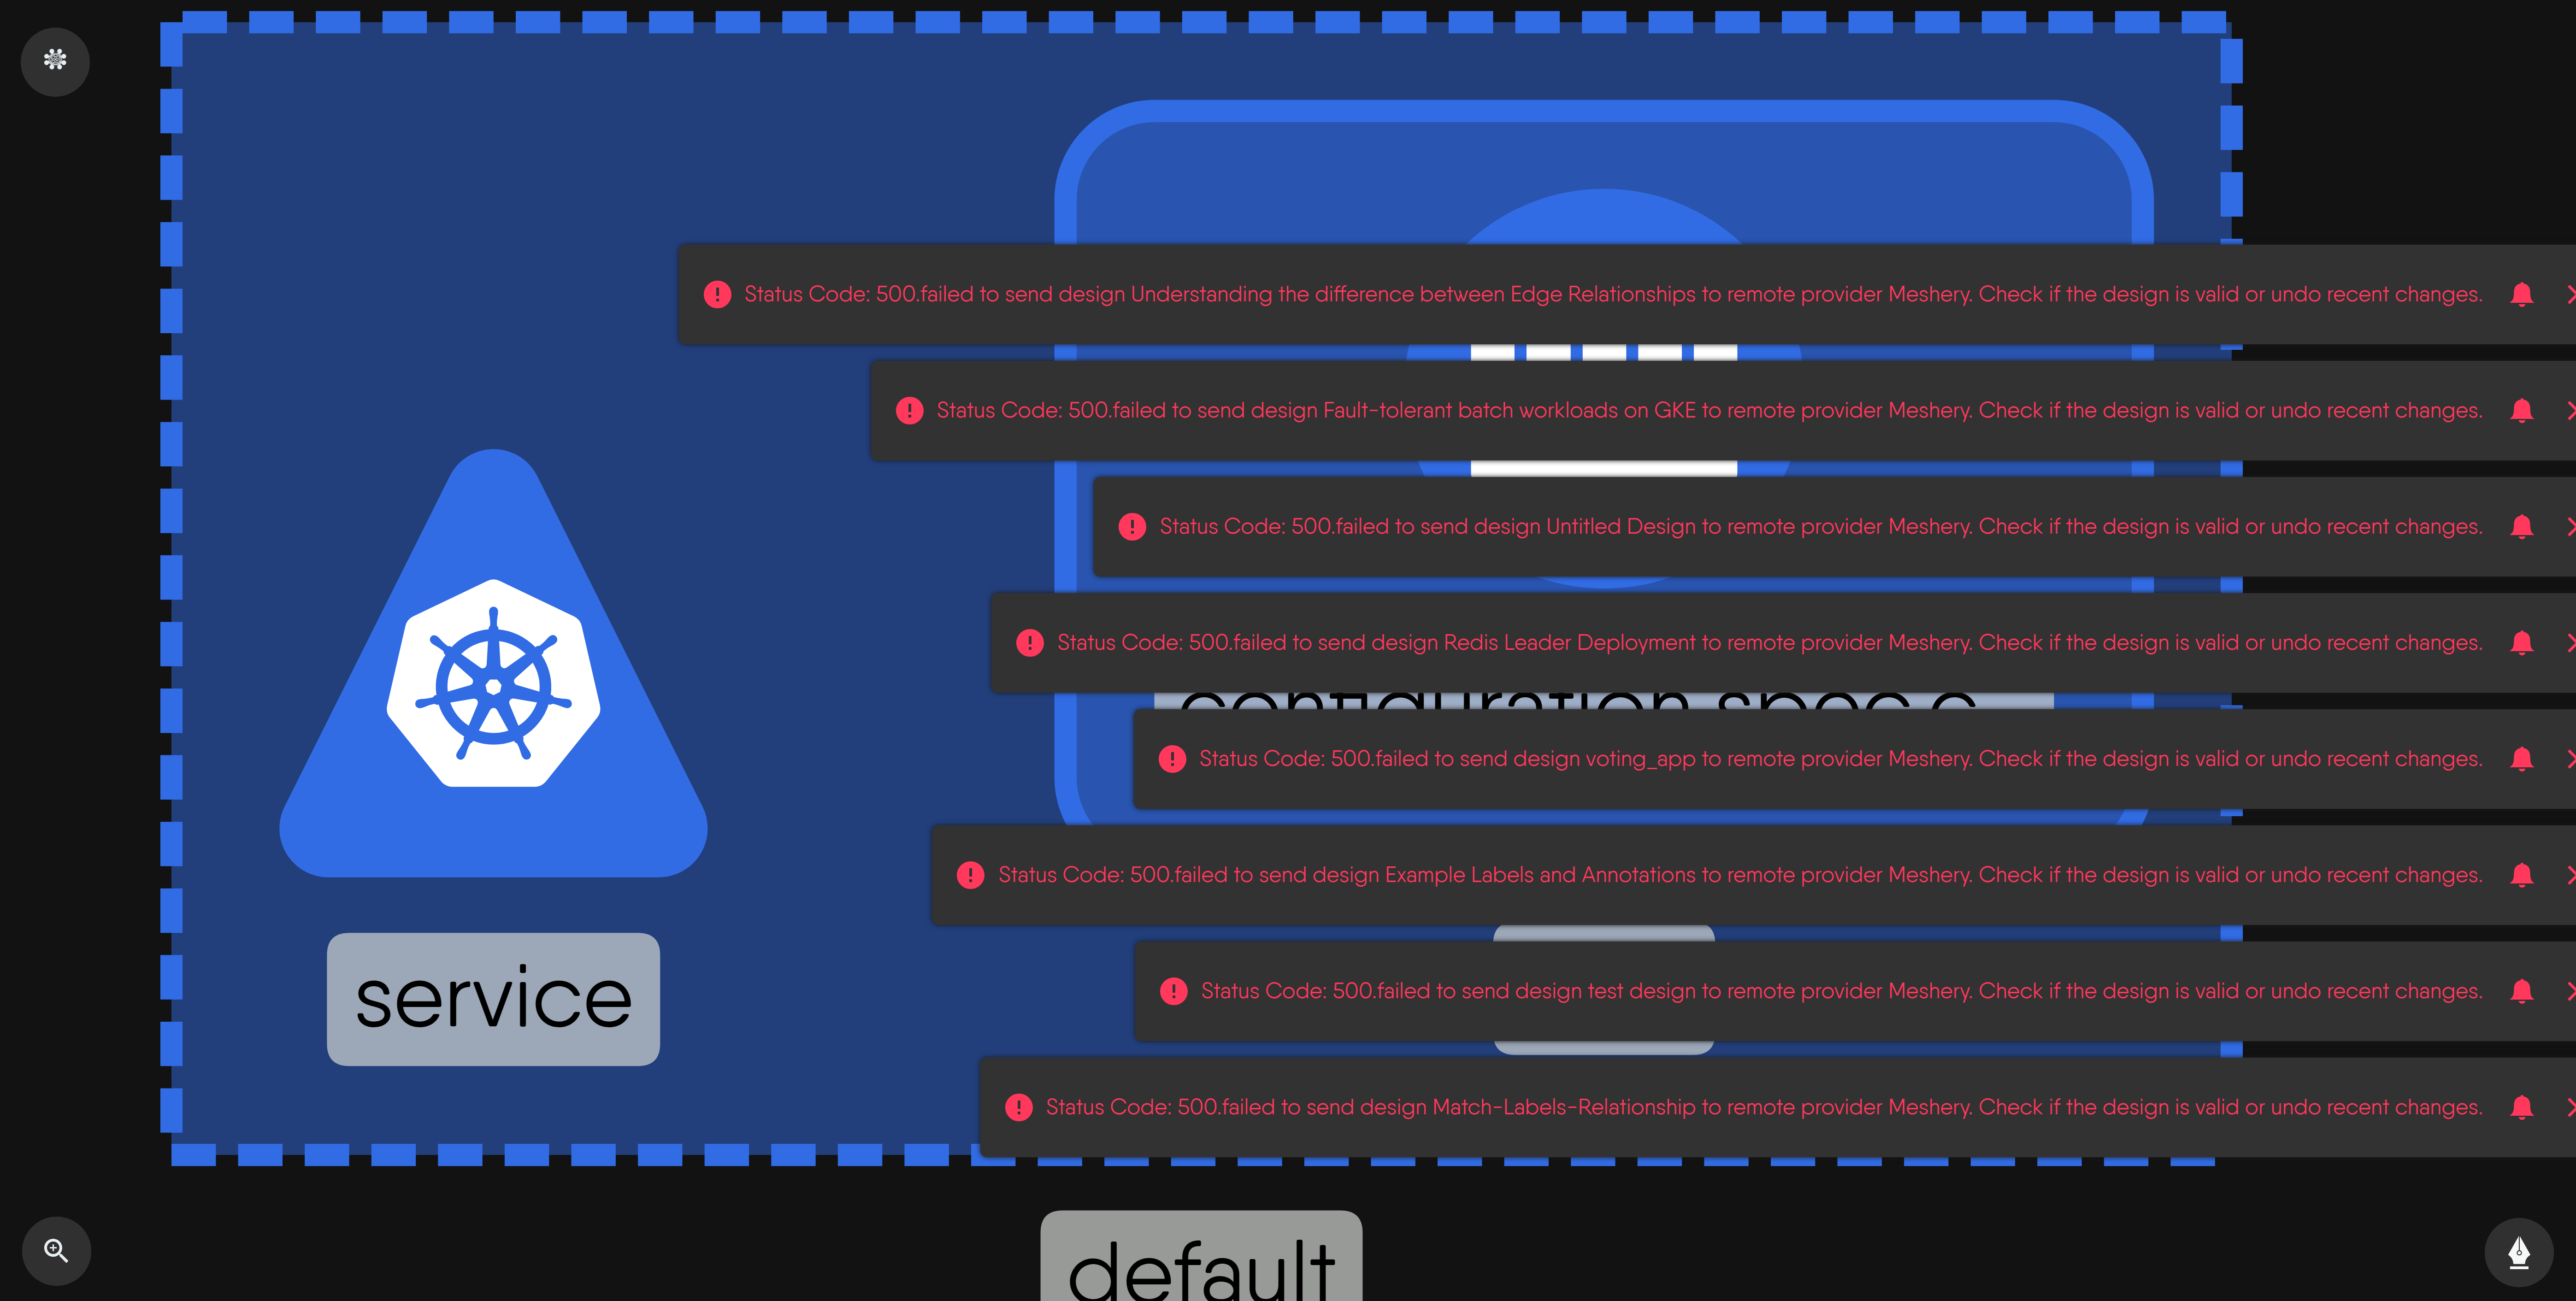 Status Code: 500.failed to send design Understanding the difference between Edge Relationships to remote provider Meshery. Check if the design is valid or undo recent changes.
Status Code: 500.failed to send design Fault-tolerant batch workloads on GKE to remote provider Meshery. Check if the design is valid or undo recent changes.
Status Code: 500.failed to send design Untitled Design to remote provider Meshery. Check if the design is valid or undo recent changes.
Status Code: 500.failed to send design Redis Leader Deployment to remote provider Meshery. Check if the design is valid or undo recent changes.
configuration spec c
Status Code: 500.failed to send design voting_app to remote provider Meshery. Check if the design is valid or undo recent changes.
Status Code: 500.failed to send design Example Labels and Annotations to remote provider Meshery. Check if the design is valid or undo recent changes.
Status Code: 500.failed to send design test design to remote provider Meshery. Check if the design is valid or undo recent changes.
service
Status Code: 500.failed to send design Match-Labels-Relationship to remote provider Meshery. Check if the design is valid or undo recent changes.
default